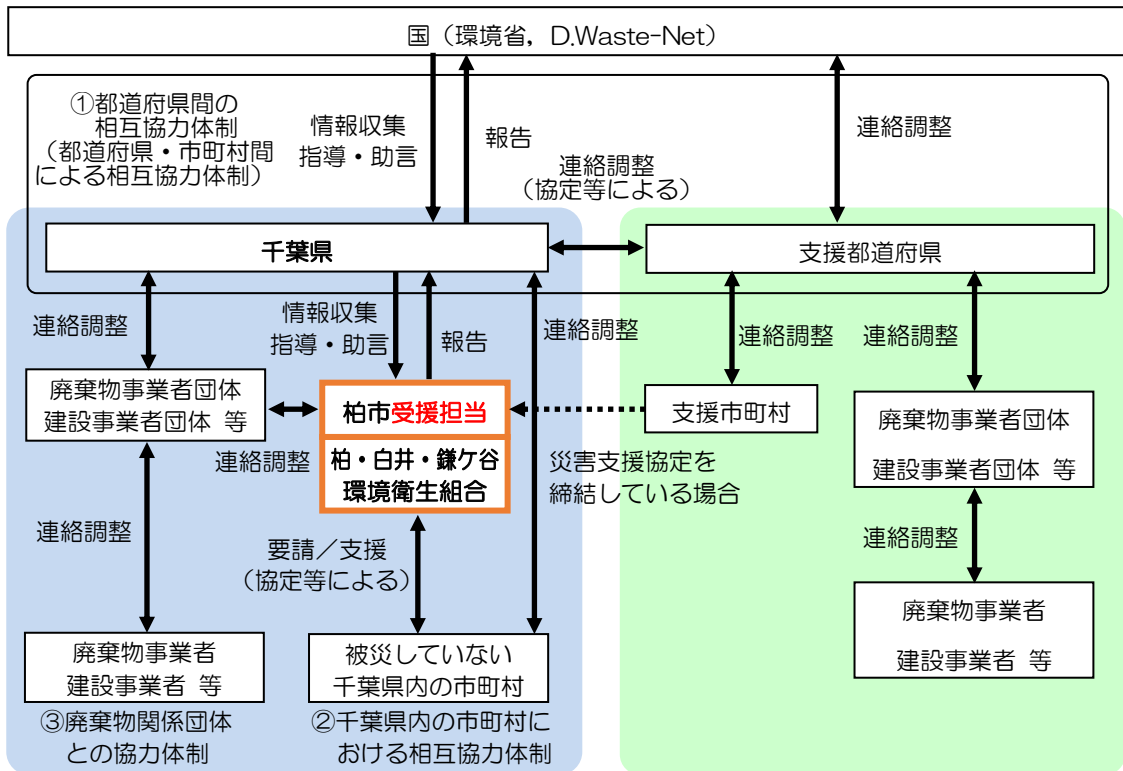 国（環境省，D.Waste-Net）
①都道府県間の
相互協力体制
（都道府県・市町村間
による相互協力体制）
情報収集
指導・助言
報告
連絡調整
（協定等による）
連絡調整
千葉県
支援都道府県
連絡調整
情報収集
指導・助言
報告
連絡調整
連絡調整
連絡調整
廃棄物事業者団体
建設事業者団体 等
柏市受援担当
柏・白井・鎌ケ谷
環境衛生組合
連絡調整
支援市町村
災害支援協定を
締結している場合
廃棄物事業者団体
建設事業者団体 等
連絡調整
要請／支援
（協定等による）
連絡調整
廃棄物事業者
建設事業者 等
被災していない
千葉県内の市町村
廃棄物事業者
建設事業者 等
③廃棄物関係団体
との協力体制
②千葉県内の市町村に
おける相互協力体制